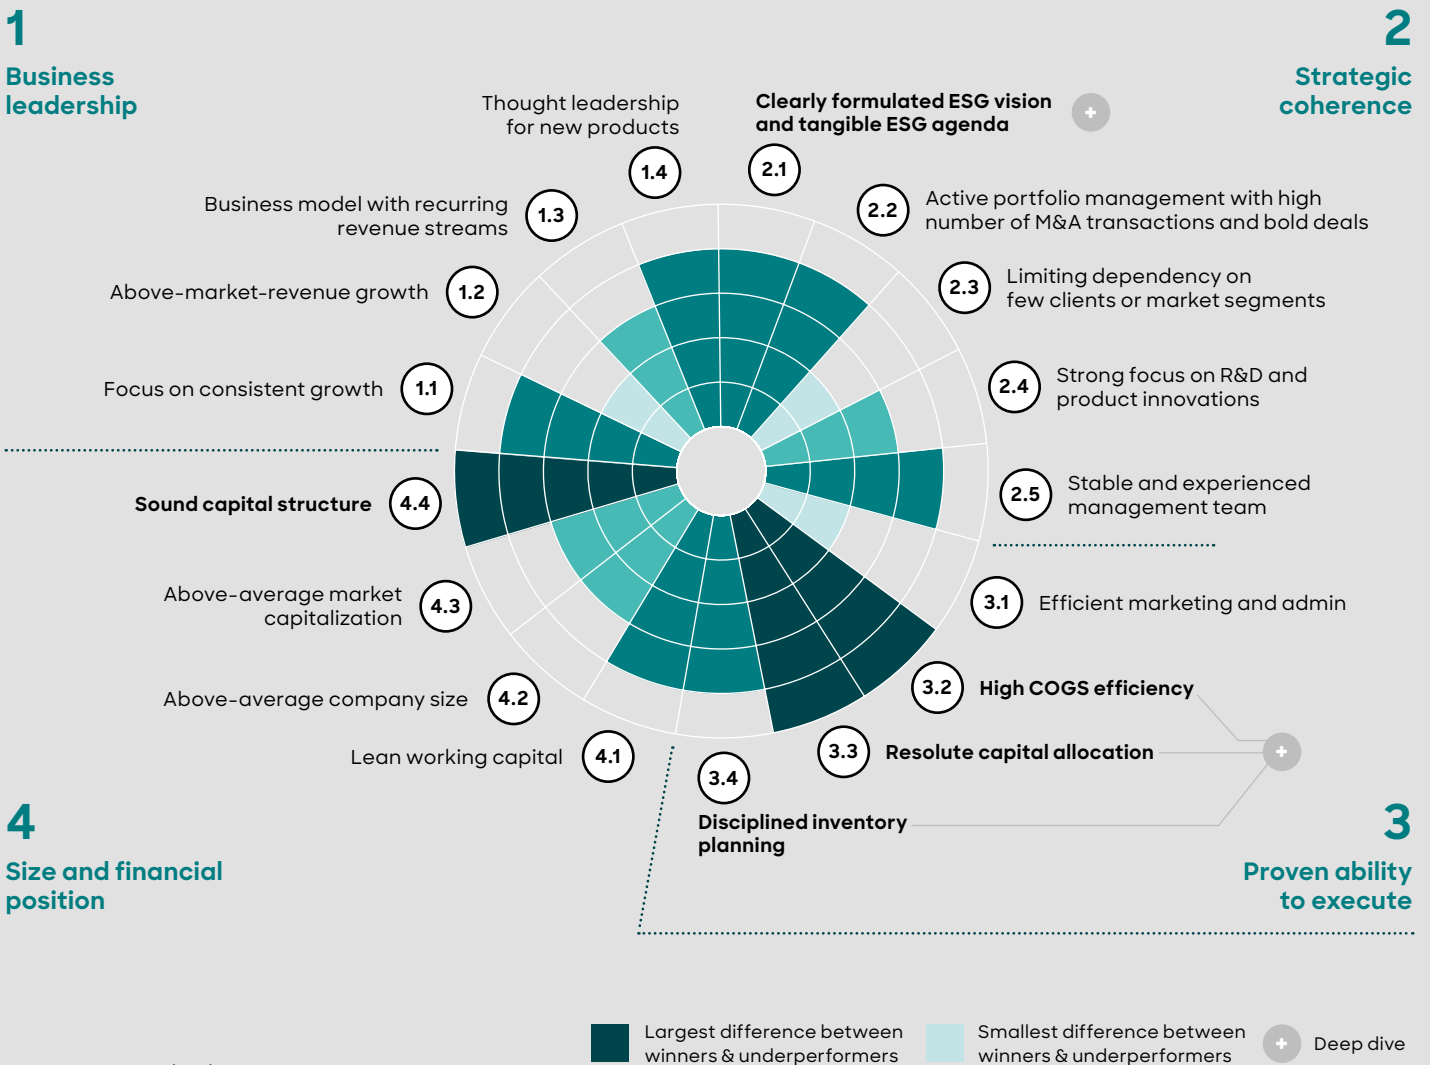 1
Business
leadership
2
Strategic
coherence
Thought leadership
for new products
1.4
Clearly formulated ESG vision
and tangible ESG agenda
+
2.1
Business model with recurring
revenue streams
1.3
2.2
Active portfolio management with high
number of M&A transactions and bold deals
Above-market-revenue growth
1.2
2.3
Limiting dependency on
few clients or market segments
Focus on consistent growth
1.1
2.4
Strong focus on R&D and
product innovations
Sound capital structure
4.4
2.5
Stable and experienced
management team
Above-average market
capitalization
4.3
3.1
Efficient marketing and admin
Above-average company size
4.2
3.2
High COGS efficiency
Lean working capital
4.1
3.3
Resolute capital allocation
+
3.4
Disciplined inventory
planning
4
Size and financial
position
3
Proven ability
to execute
Largest difference between
winners & underperformers
Smallest difference between
winners & underperformers
+
Deep dive